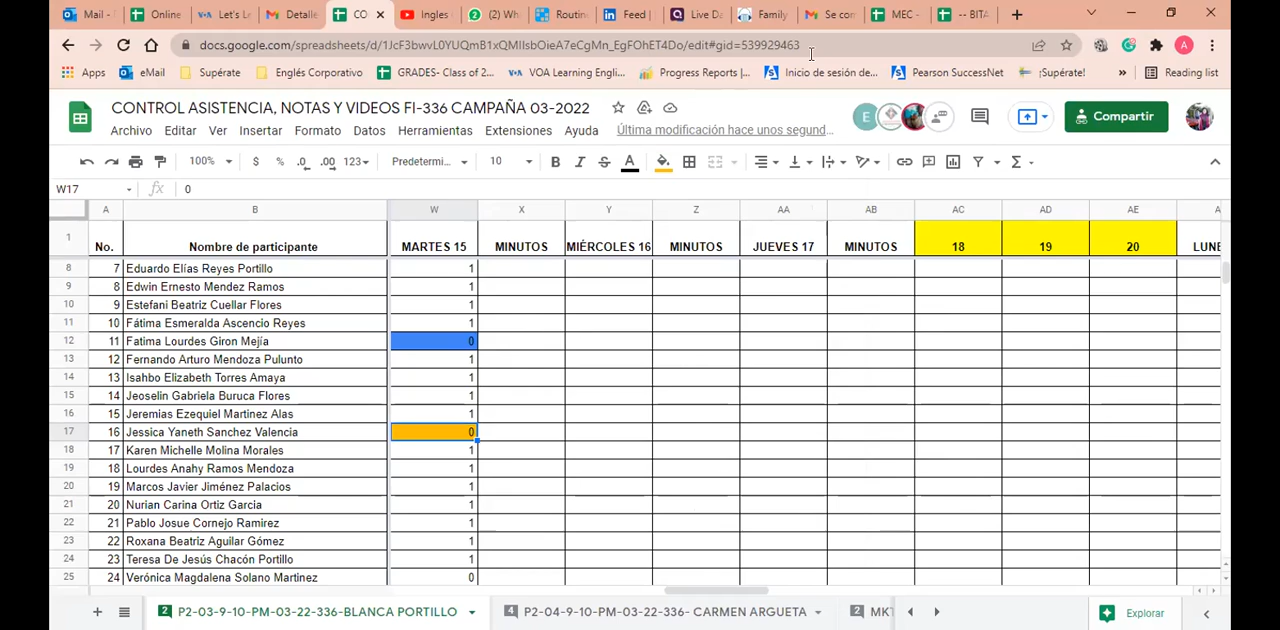 Mail - Online VOA Let's Le Detalle CO Ingles (2) Wh Routin Feed | Live Da Family Se con MEC - -- BITA
docs.google.com/spreadsheets/d/1JcF3bwvL0YUQmB1xQMIIsbOieA7eCgMn_EgFOhET4Do/edit#gid=539929463 A
Apps eMail Supérate Englés Corporativo GRADES- Class of 2... VOA VOA Learning Engli... Progress Reports |... Inicio de sesión de... Pearson SuccessNet ¡Supérate! » Reading list
CONTROL ASISTENCIA, NOTAS Y VIDEOS FI-336 CAMPAÑA 03-2022 E Compartir
Archivo Editar Ver Insertar Formato Datos Herramientas Extensiones Ayuda Última modificación hace unos segund...
100% $ % .0 .00 123 Predetermi... 10 B I S A Σ
W17 fx 0
A B W X Y Z AA AB AC AD AE A
1 No. Nombre de participante MARTES 15 MINUTOS MIÉRCOLES 16 MINUTOS JUEVES 17 MINUTOS 18 19 20 LUNE
8 7 Eduardo Elías Reyes Portillo 1
9 8 Edwin Ernesto Mendez Ramos 1
10 9 Estefani Beatriz Cuellar Flores 1
11 10 Fátima Esmeralda Ascencio Reyes 1
12 11 Fatima Lourdes Giron Mejía 0
13 12 Fernando Arturo Mendoza Pulunto 1
14 13 Isahbo Elizabeth Torres Amaya 1
15 14 Jeoselin Gabriela Buruca Flores 1
16 15 Jeremias Ezequiel Martinez Alas 1
17 16 Jessica Yaneth Sanchez Valencia 0
18 17 Karen Michelle Molina Morales 1
19 18 Lourdes Anahy Ramos Mendoza 1
20 19 Marcos Javier Jiménez Palacios 1
21 20 Nurian Carina Ortiz Garcia 1
22 21 Pablo Josue Cornejo Ramirez 1
23 22 Roxana Beatriz Aguilar Gómez 1
24 23 Teresa De Jesús Chacón Portillo 1
25 24 Verónica Magdalena Solano Martinez 0
2 P2-03-9-10-PM-03-22-336-BLANCA PORTILLO 4 P2-04-9-10-PM-03-22-336- CARMEN ARGUETA 2 MKT Explorar